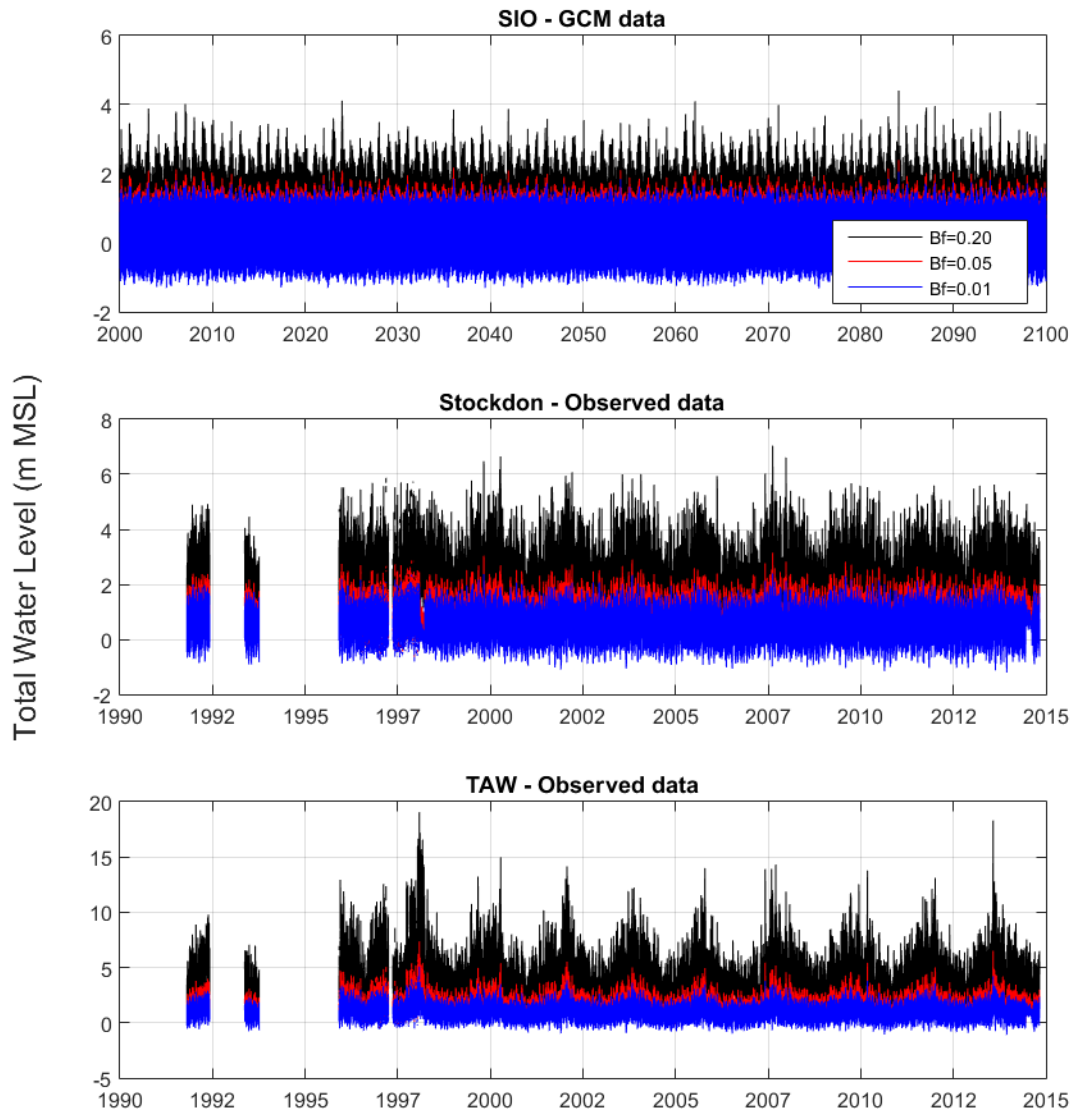 SIO - GCM data
6
4
2
0
-2
2000 2010 2020 2030 2040 2050 2060 2070 2080 2090 2100
Bf=0.20
Bf=0.05
Bf=0.01
Total Water Level (m MSL)
Stockdon - Observed data
8
6
4
2
0
-2
1990 1992 1995 1997 2000 2002 2005 2007 2010 2012 2015
TAW - Observed data
20
15
10
5
0
-5
1990 1992 1995 1997 2000 2002 2005 2007 2010 2012 2015